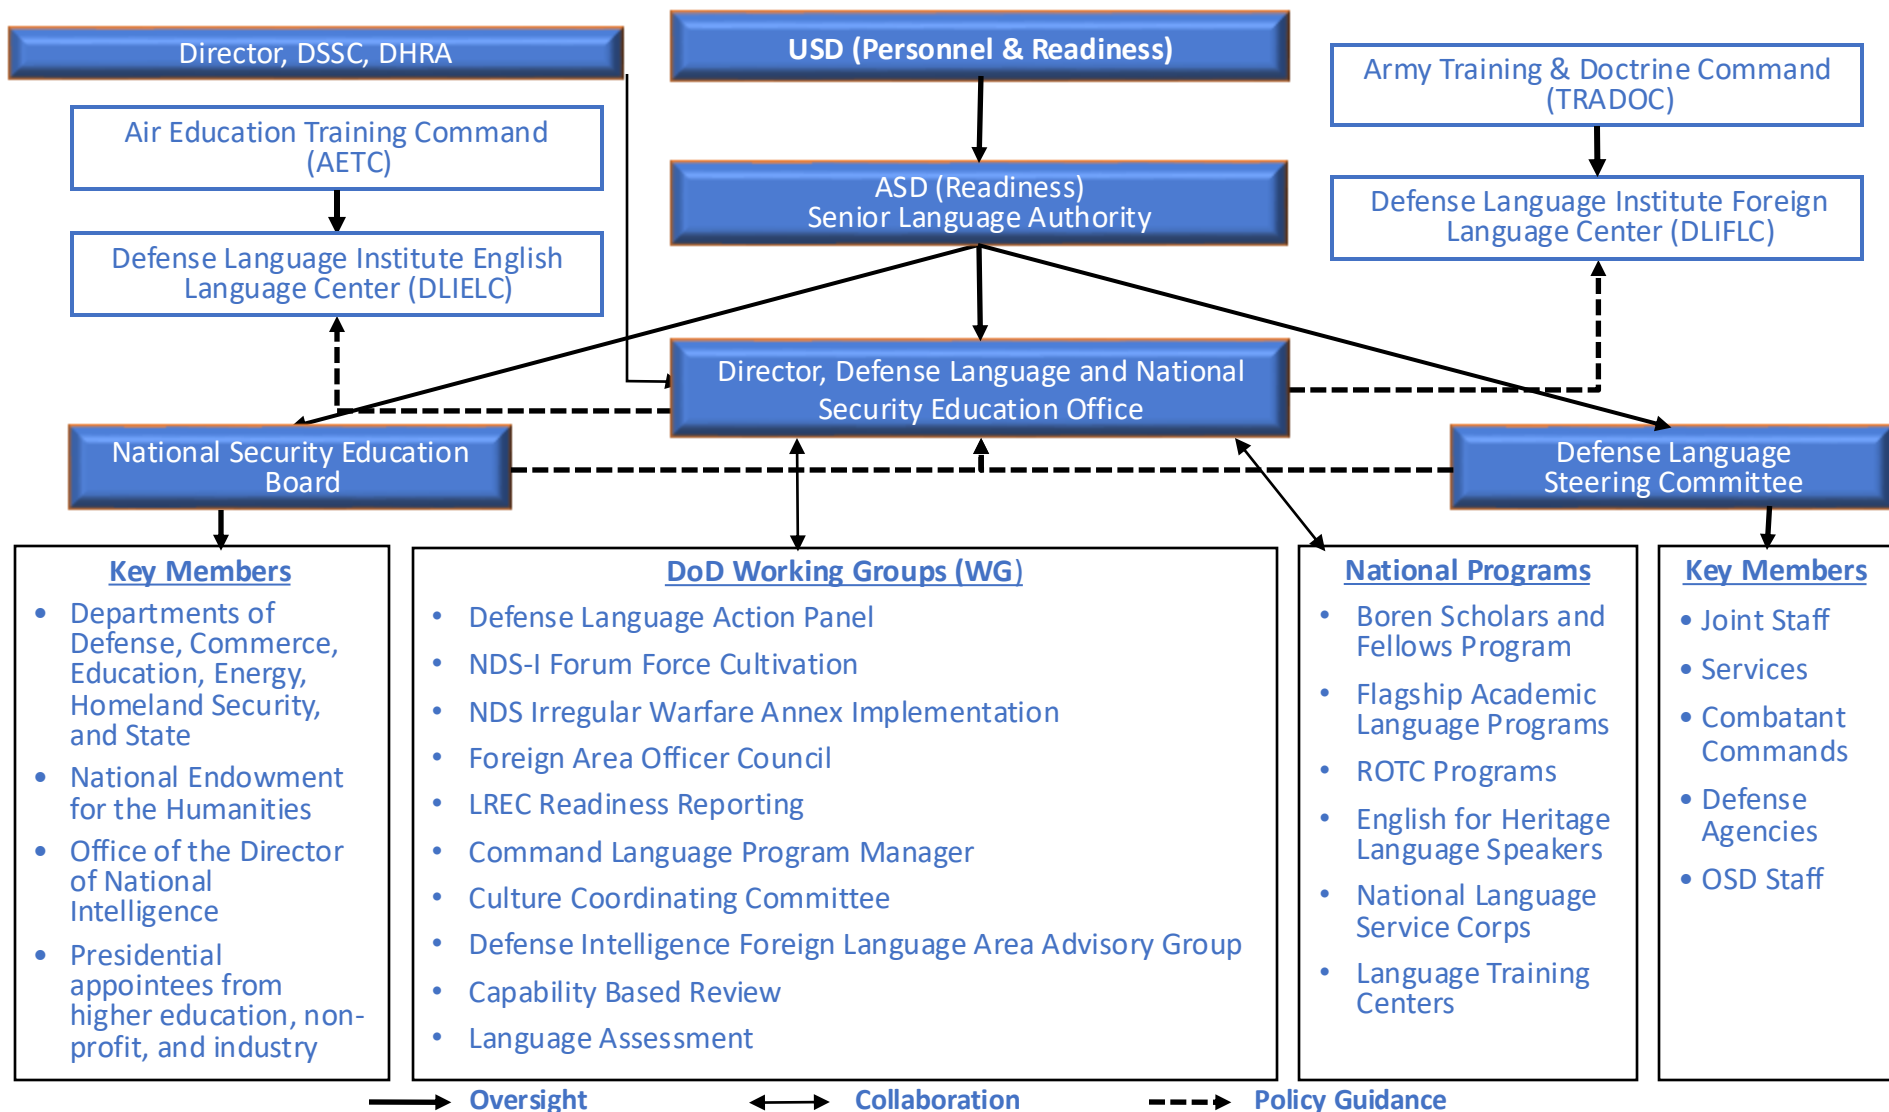 Director, DSSC, DHRA
USD (Personnel & Readiness)
Army Training & Doctrine Command
(TRADOC)
Air Education Training Command
(AETC)
ASD (Readiness)
Senior Language Authority
Defense Language Institute Foreign
Language Center (DLIFLC)
Defense Language Institute English
Language Center (DLIELC)
Director, Defense Language and National
Security Education Office
National Security Education
Board
Defense Language
Steering Committee
Key Members
• Departments of
Defense, Commerce,
Education, Energy,
Homeland Security,
and State
• National Endowment
for the Humanities
• Office of the Director
of National
Intelligence
• Presidential
appointees from
higher education, non-
profit, and industry
DoD Working Groups (WG)
• Defense Language Action Panel
• NDS-I Forum Force Cultivation
• NDS Irregular Warfare Annex Implementation
• Foreign Area Officer Council
• LREC Readiness Reporting
• Command Language Program Manager
• Culture Coordinating Committee
• Defense Intelligence Foreign Language Area Advisory Group
• Capability Based Review
• Language Assessment
National Programs
• Boren Scholars and
Fellows Program
• Flagship Academic
Language Programs
• ROTC Programs
• English for Heritage
Language Speakers
• National Language
Service Corps
• Language Training
Centers
Key Members
• Joint Staff
• Services
• Combatant
Commands
• Defense
Agencies
• OSD Staff
Oversight
Collaboration
Policy Guidance